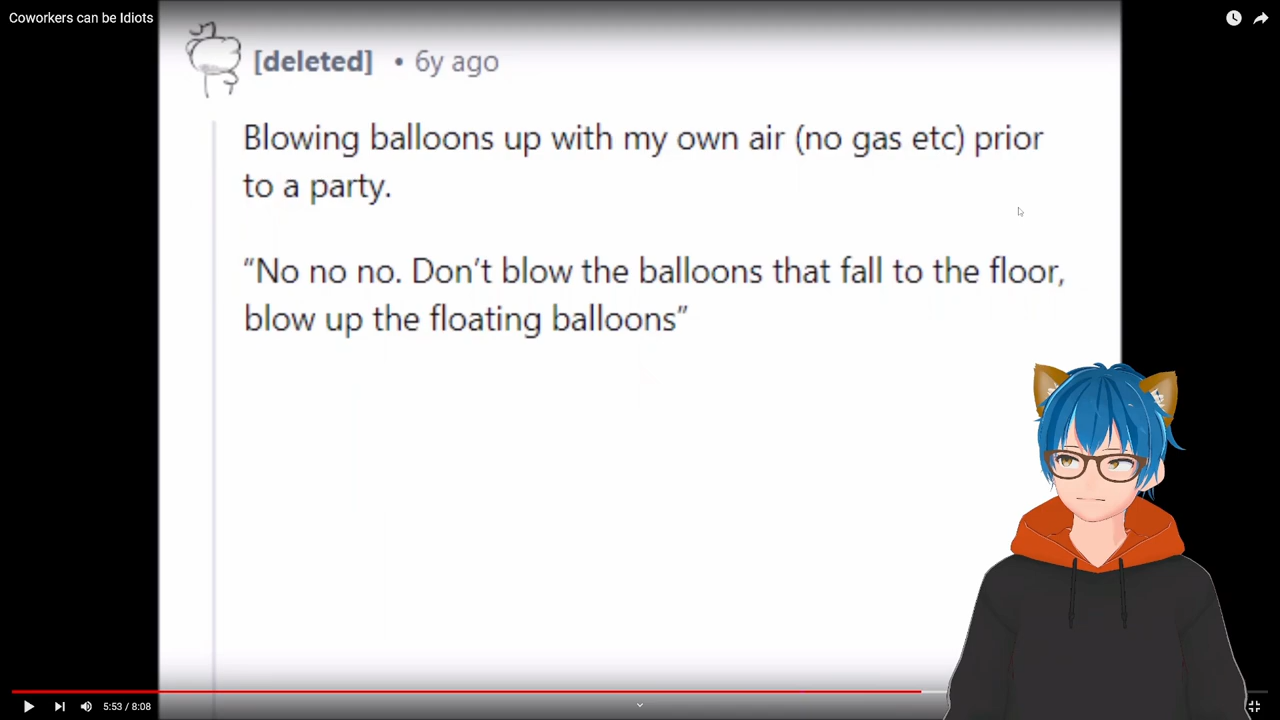 Coworkers can be Idiots
[deleted] • 6y ago
Blowing balloons up with my own air (no gas etc) prior
to a party.
“No no no. Don’t blow the balloons that fall to the floor,
blow up the floating balloons”
5:53 / 8:08